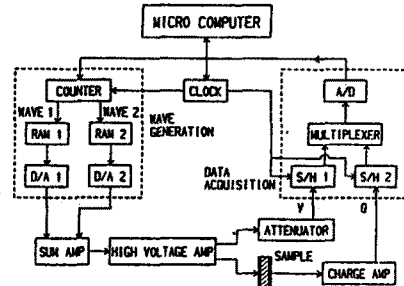 MICRO COMPUTER
COUNTER
CLOCK
A/D
WAVE 1
WAVE 2
WAVE GENERATION
RAM 1
RAM 2
MULTIPLEXER
D/A 1
D/A 2
DATA ACQUISITION
S/H 1
S/H 2
V
Q
ATTENUATOR
SUM AMP
HIGH VOLTAGE AMP
SAMPLE
CHARGE AMP